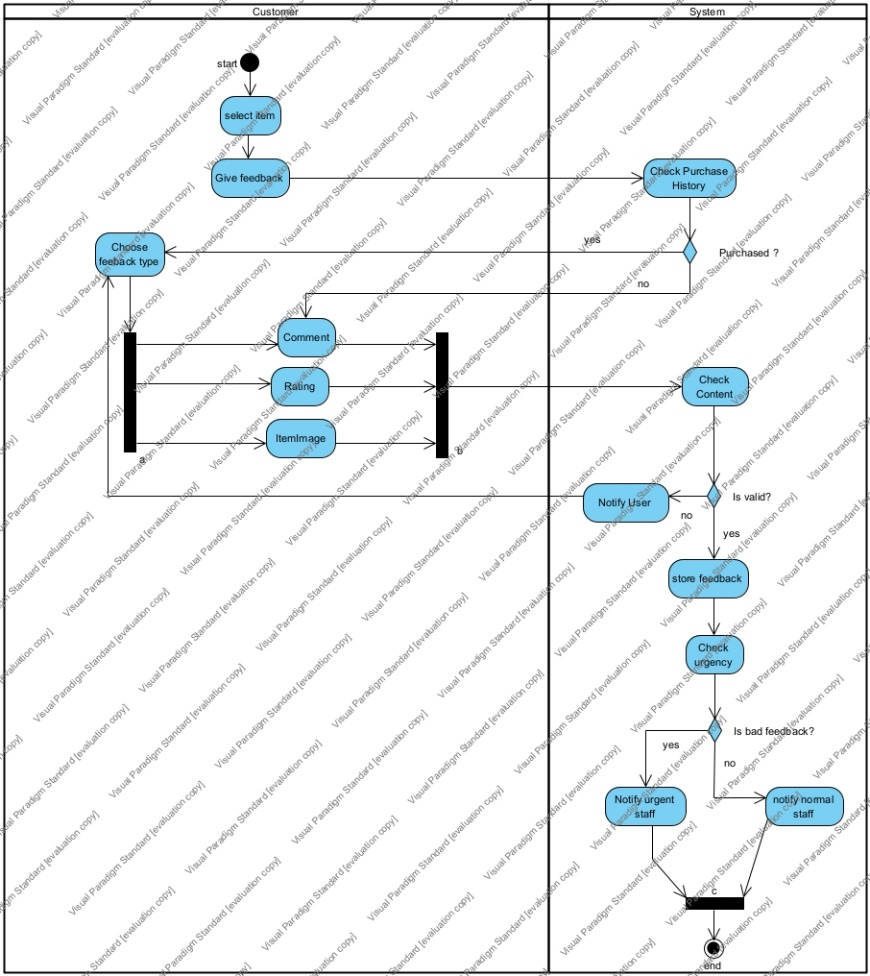 Customer
System
start
select item
Give feedback
Check Purchase
History
yes
Purchased ?
Choose
feeback type
no
Comment
Rating
Check
Content
ItemImage
a
b
Notify User
Is valid?
no
yes
store feedback
Check
urgency
Is bad feedback?
yes
no
Notify urgent
staff
notify normal
staff
c
end
Visual Paradigm Standard [evaluation copy]